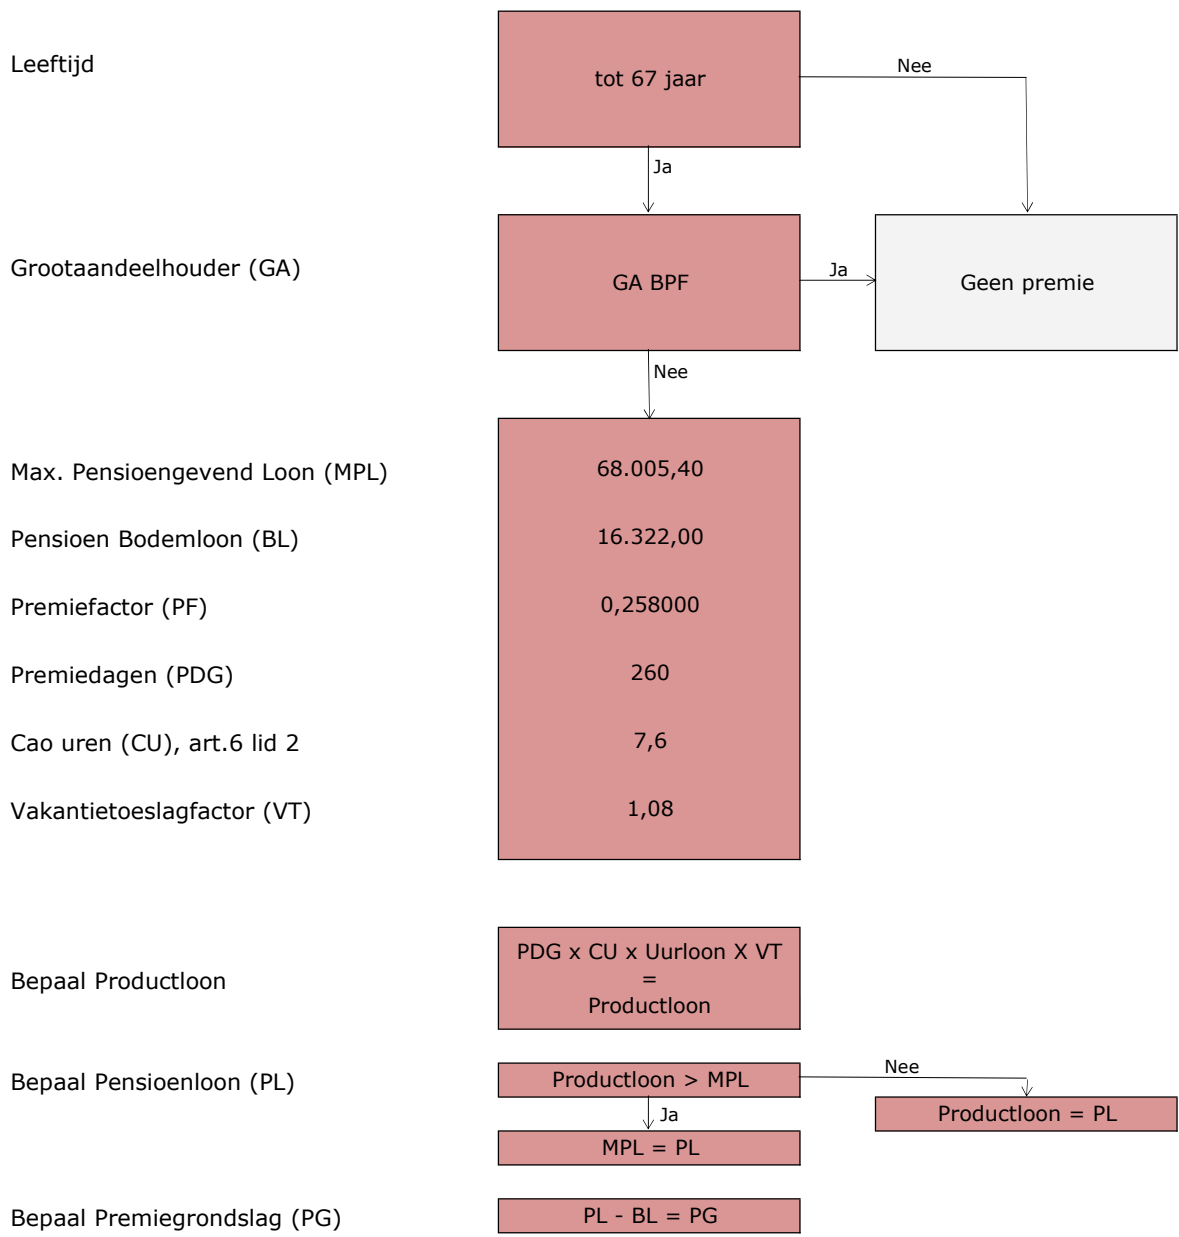 Leeftijd
tot 67 jaar
Nee
Ja
Grootaandeelhouder (GA)
GA BPF
Ja
Geen premie
Nee
Max. Pensioengevend Loon (MPL)
68.005,40
Pensioen Bodemloon (BL)
16.322,00
Premiefactor (PF)
0,258000
Premiedagen (PDG)
260
Cao uren (CU), art.6 lid 2
7,6
Vakantietoeslagfactor (VT)
1,08
Bepaal Productloon
PDG x CU x Uurloon X VT
=
Productloon
Bepaal Pensioenloon (PL)
Productloon > MPL
Nee
Productloon = PL
Ja
MPL = PL
Bepaal Premiegrondslag (PG)
PL - BL = PG